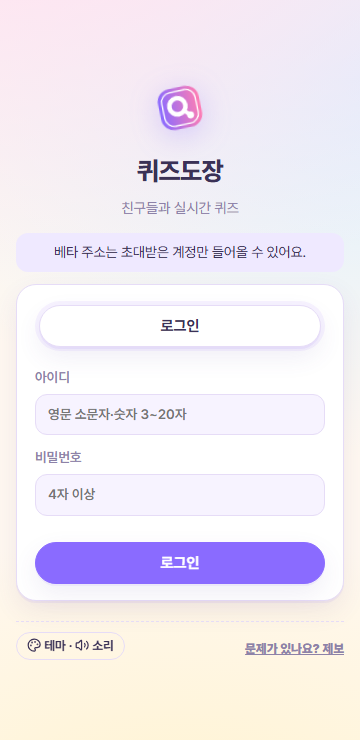 퀴즈도장
친구들과 실시간 퀴즈
베타 주소는 초대받은 계정만 들어올 수 있어요.
로그인
아이디
영문 소문자·숫자 3~20자
비밀번호
4자 이상
로그인
테마 · 소리
문제가 있나요? 제보